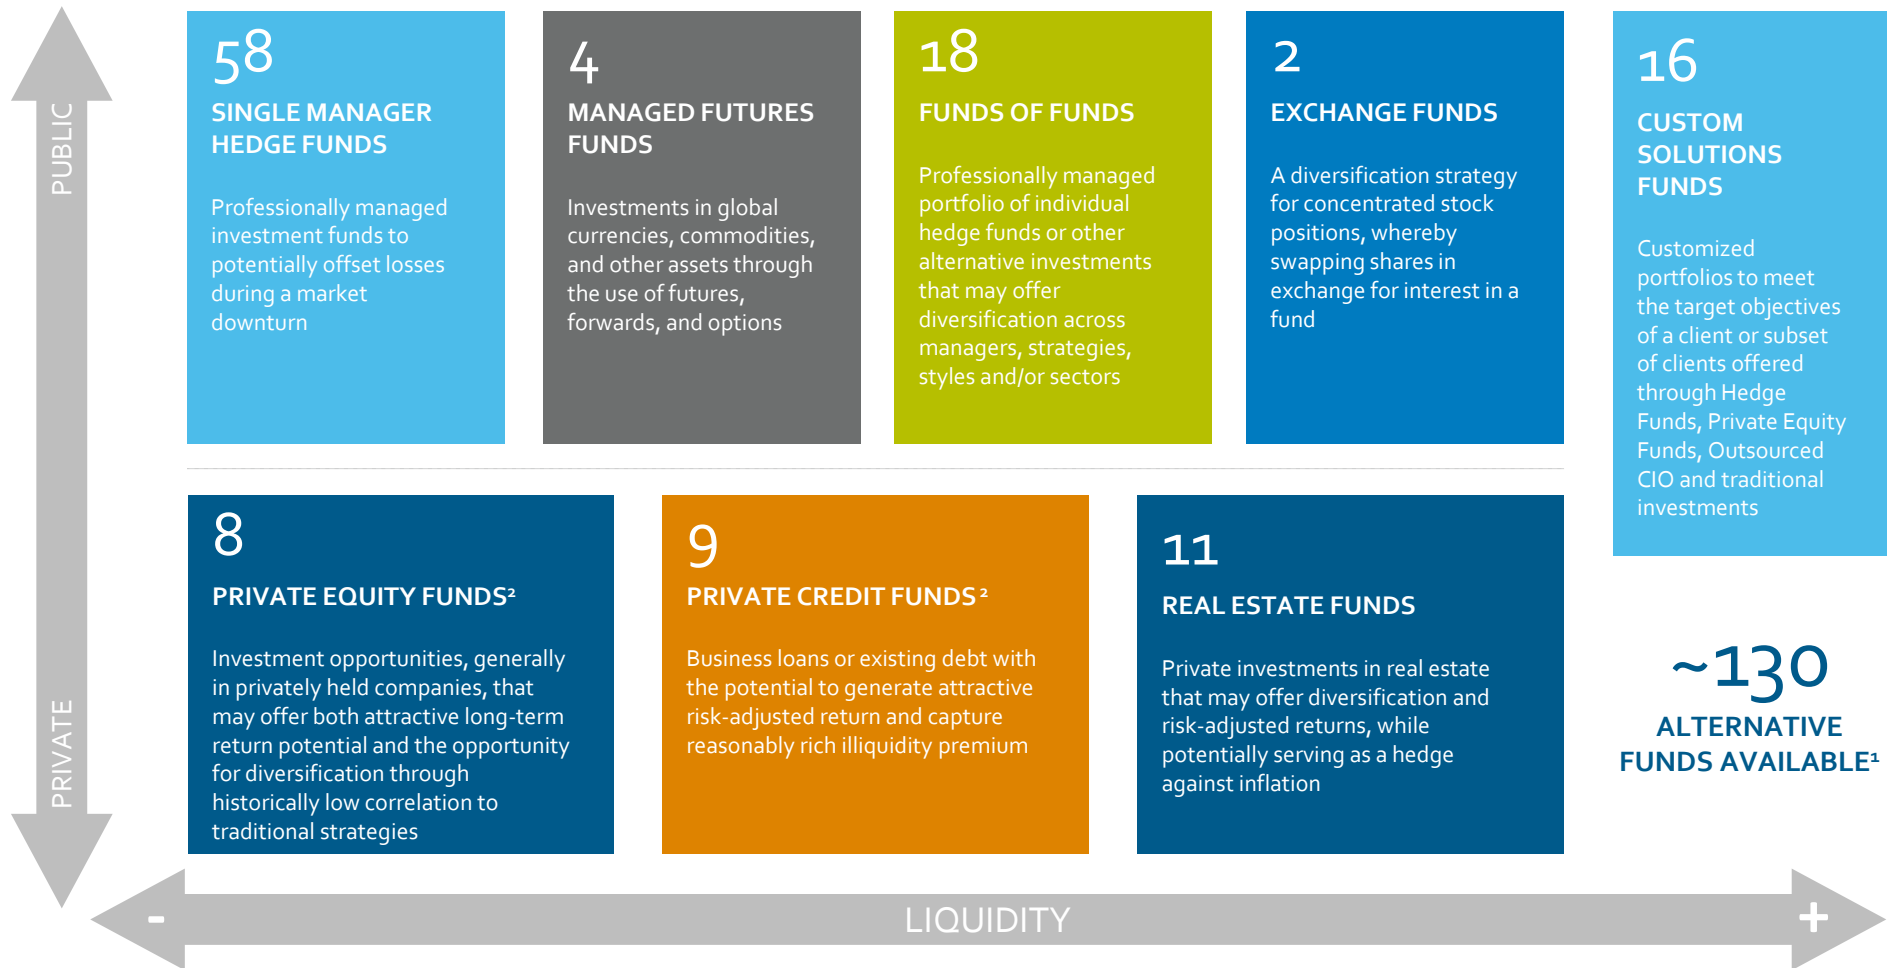 PUBLIC
PRIVATE
58
SINGLE MANAGER
HEDGE FUNDS
Professionally managed
investment funds to
potentially offset losses
during a market
downturn
4
MANAGED FUTURES
FUNDS
Investments in global
currencies, commodities,
and other assets through
the use of futures,
forwards, and options
18
FUNDS OF FUNDS
Professionally managed
portfolio of individual
hedge funds or other
alternative investments
that may offer
diversification across
managers, strategies,
styles and/or sectors
2
EXCHANGE FUNDS
A diversification strategy
for concentrated stock
positions, whereby
swapping shares in
exchange for interest in a
fund
16
CUSTOM
SOLUTIONS
FUNDS
Customized
portfolios to meet
the target objectives
of a client or subset
of clients offered
through Hedge
Funds, Private Equity
Funds, Outsourced
CIO and traditional
investments
8
PRIVATE EQUITY FUNDS²
Investment opportunities, generally
in privately held companies, that
may offer both attractive long-term
return potential and the opportunity
for diversification through
historically low correlation to
traditional strategies
9
PRIVATE CREDIT FUNDS²
Business loans or existing debt with
the potential to generate attractive
risk-adjusted return and capture
reasonably rich illiquidity premium
11
REAL ESTATE FUNDS
Private investments in real estate
that may offer diversification and
risk-adjusted returns, while
potentially serving as a hedge
against inflation
~130
ALTERNATIVE
FUNDS AVAILABLE¹
- LIQUIDITY +